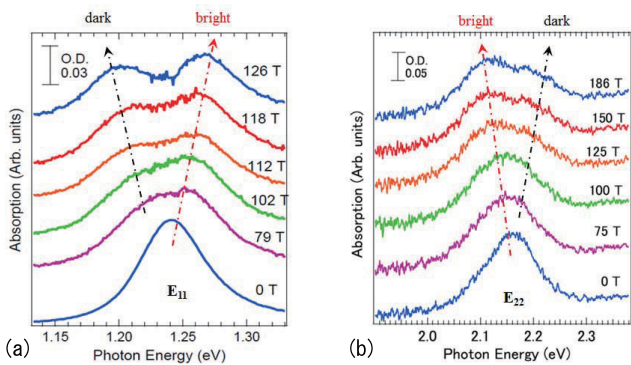 dark
bright
O.D.
0.03
126 T
118 T
112 T
102 T
79 T
0 T
E11
Absorption (Arb. units)
1.15
1.20
1.25
1.30
Photon Energy (eV)
(a)
bright
dark
O.D.
0.05
186 T
150 T
125 T
100 T
75 T
0 T
E22
Absorption (Arb. units)
2.0
2.1
2.2
2.3
Photon Energy (eV)
(b)